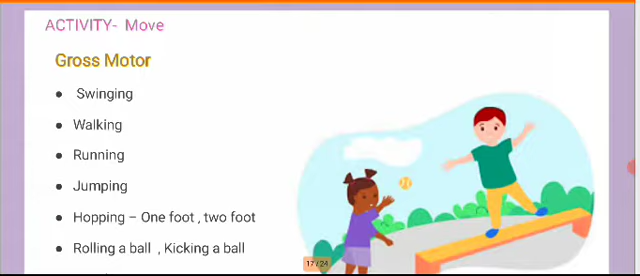 ACTIVITY- Move
Gross Motor
• Swinging
• Walking
• Running
• Jumping
• Hopping – One foot , two foot
• Rolling a ball , Kicking a ball
17 / 24